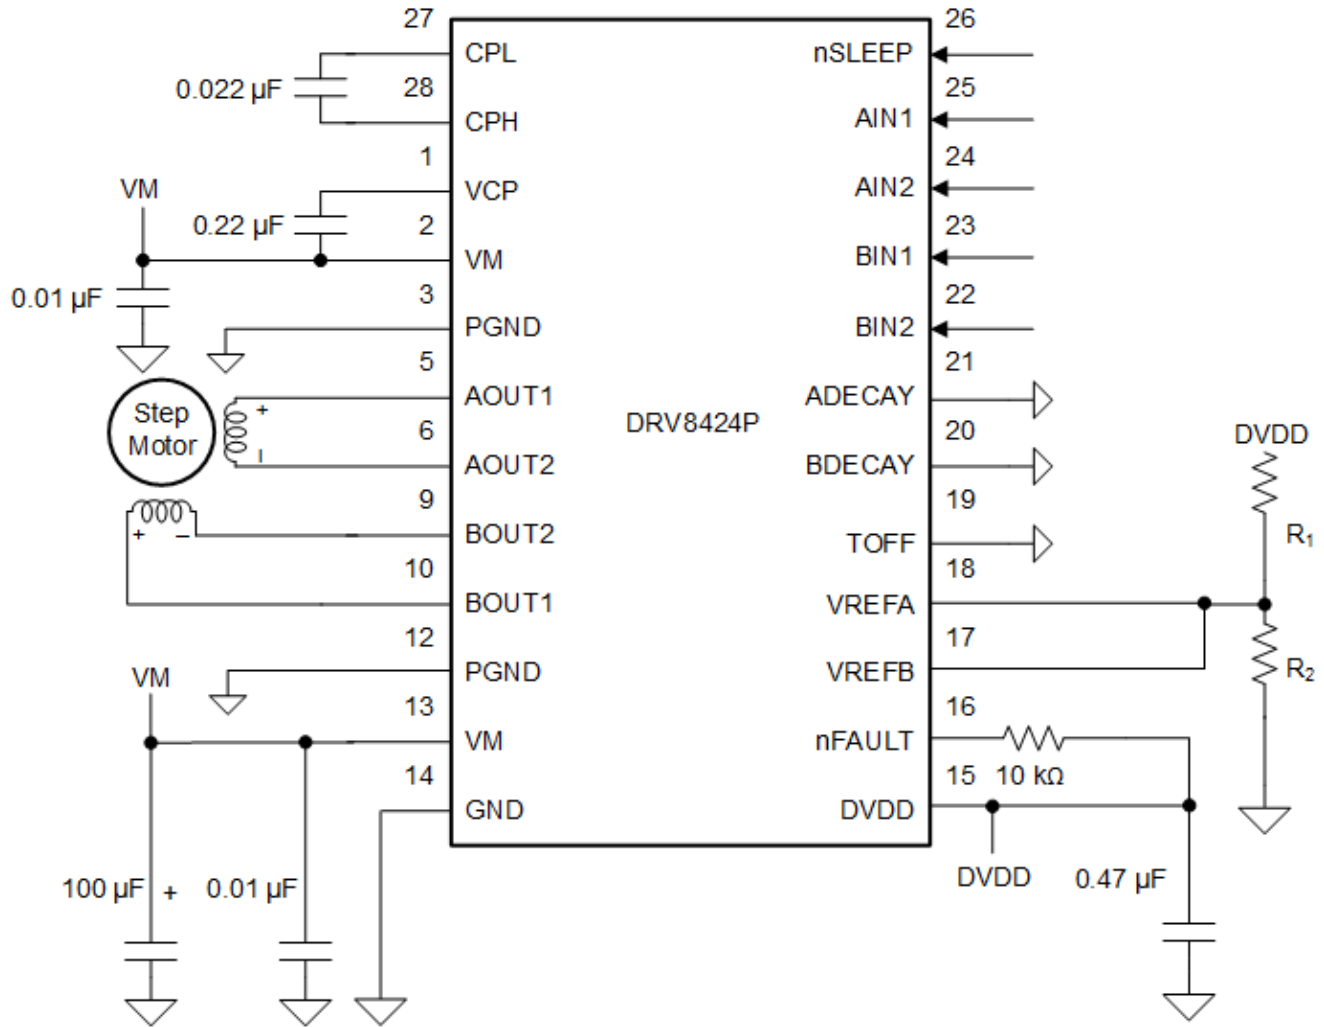 27
CPL
0.022 µF
28
CPH
1
VCP
VM
0.22 µF
2
VM
0.01 µF
3
PGND
5
AOUT1
+
Step
Motor
6
–
AOUT2
9
+ –
BOUT2
10
BOUT1
12
PGND
VM
13
VM
14
GND
100 µF +
0.01 µF
DRV8424P
26
nSLEEP
25
AIN1
24
AIN2
23
BIN1
22
BIN2
21
ADECAY
20
BDECAY
19
TOFF
18
VREFA
17
VREFB
16
nFAULT
10 kΩ
15
DVDD
DVDD
0.47 µF
DVDD
R1
R2